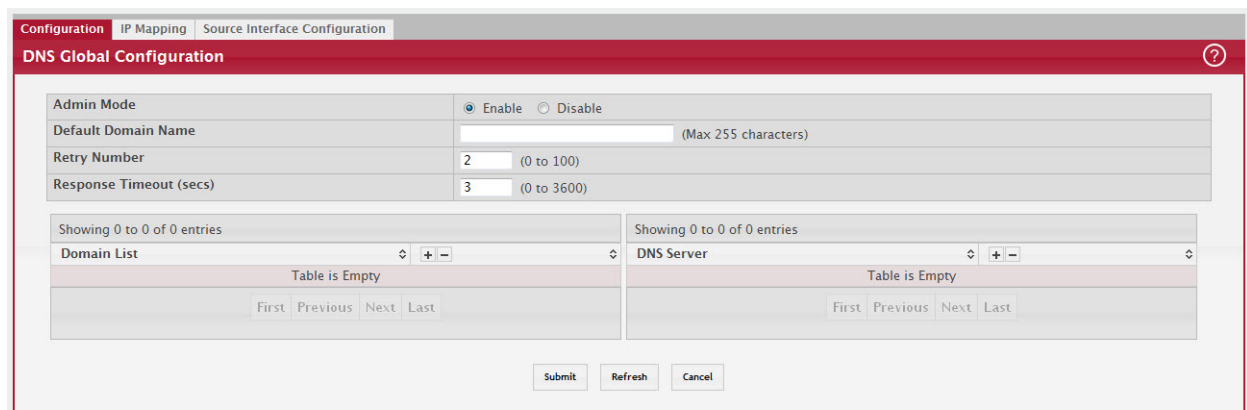 Configuration IP Mapping Source Interface Configuration
DNS Global Configuration ?
Admin Mode Enable Disable
Default Domain Name (Max 255 characters)
Retry Number 2 (0 to 100)
Response Timeout (secs) 3 (0 to 3600)
Showing 0 to 0 of 0 entries
Domain List + −
Table is Empty
First Previous Next Last
Showing 0 to 0 of 0 entries
DNS Server + −
Table is Empty
First Previous Next Last
Submit Refresh Cancel